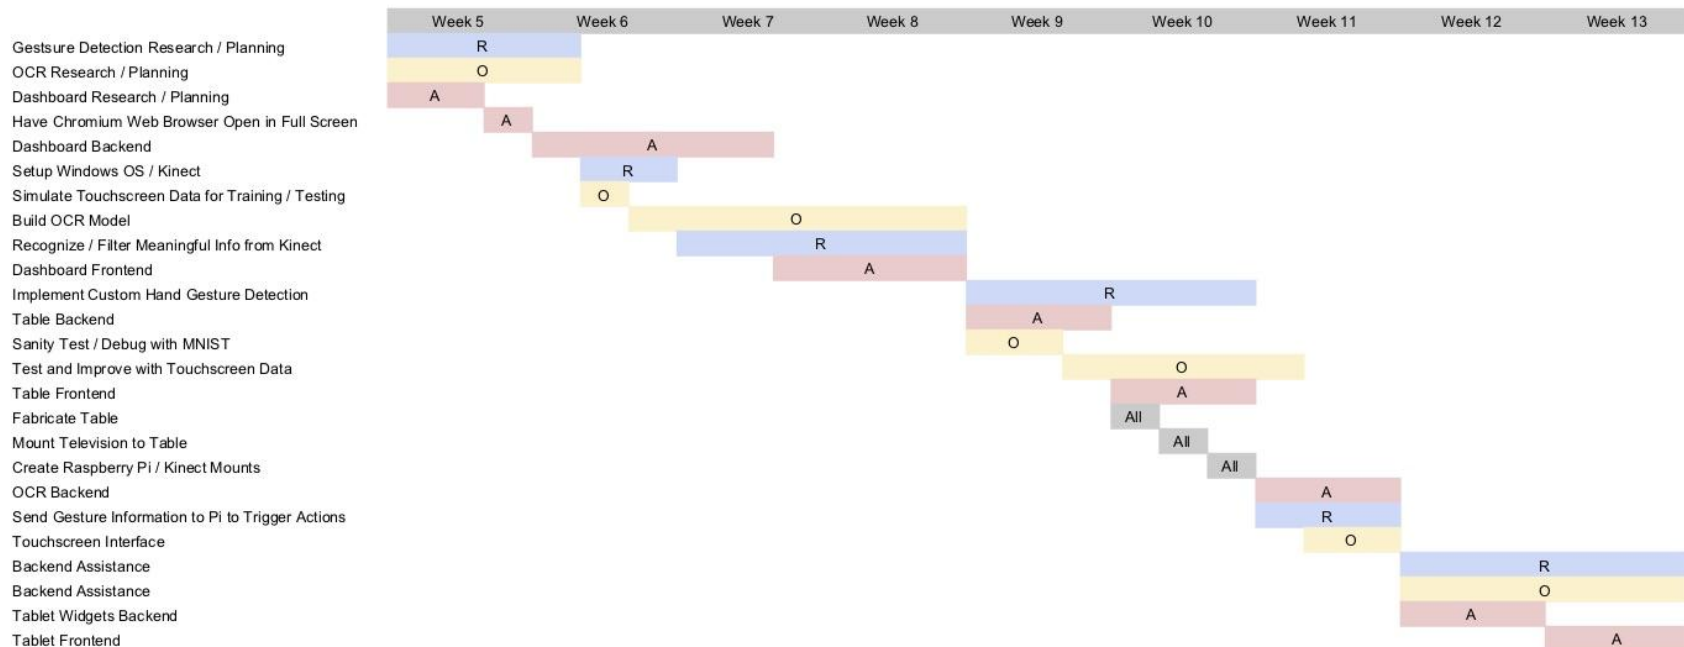 Week 5 Week 6 Week 7 Week 8 Week 9 Week 10 Week 11 Week 12 Week 13
Gestsure Detection Research / Planning R
OCR Research / Planning O
Dashboard Research / Planning A
Have Chromium Web Browser Open in Full Screen A
Dashboard Backend A
Setup Windows OS / Kinect R
Simulate Touchscreen Data for Training / Testing O
Build OCR Model O
Recognize / Filter Meaningful Info from Kinect R
Dashboard Frontend A
Implement Custom Hand Gesture Detection R
Table Backend A
Sanity Test / Debug with MNIST O
Test and Improve with Touchscreen Data O
Table Frontend A
Fabricate Table All
Mount Television to Table All
Create Raspberry Pi / Kinect Mounts All
OCR Backend A
Send Gesture Information to Pi to Trigger Actions R
Touchscreen Interface O
Backend Assistance R
Backend Assistance O
Tablet Widgets Backend A
Tablet Frontend A